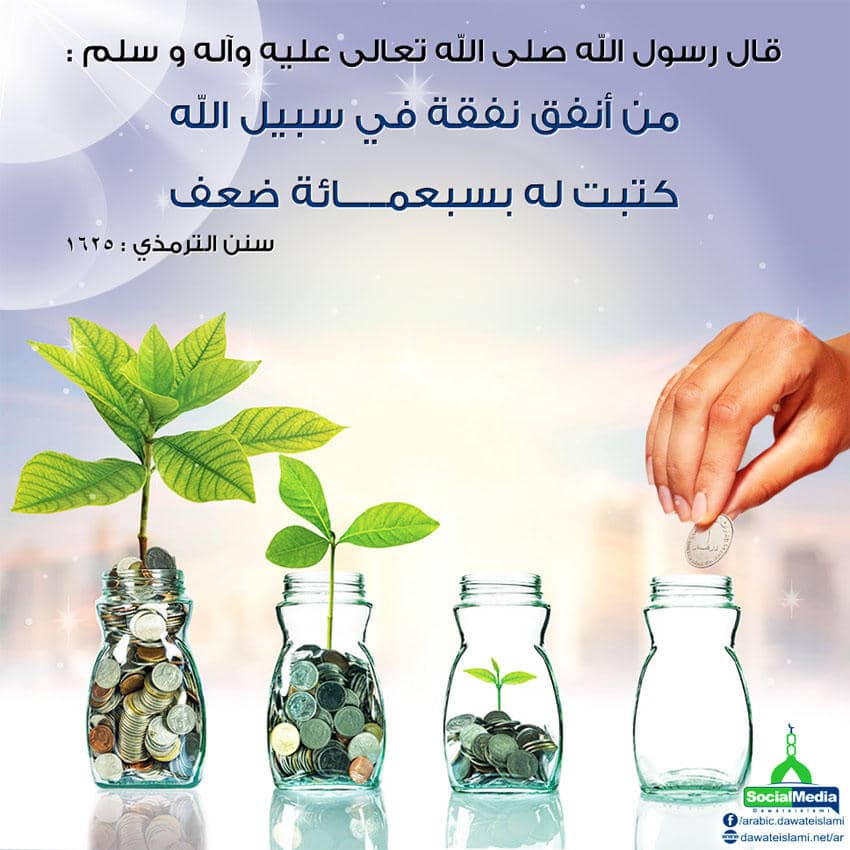 قال رسول الله صلى الله تعالى عليه وآله و سلم :
من أنفق نفقة في سبيل الله
كتبت له بسبعمـــائة ضعف
سنن الترمذي : ١٦٢٥
SocialMedia
Dawateislami
/arabic.dawateislami
dawateislami.net/ar